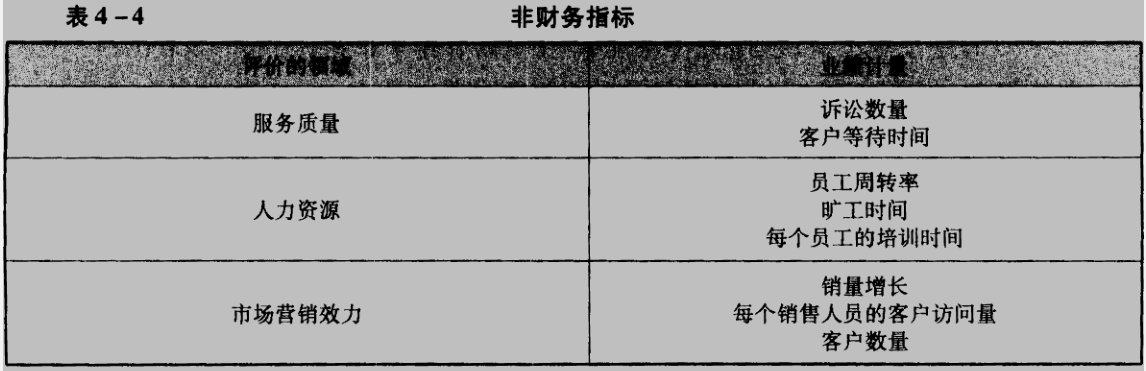 表4-4 非财务指标
评价的领域 业绩计量
服务质量
诉讼数量
客户等待时间
人力资源
员工周转率
旷工时间
每个员工的培训时间
市场营销效力
销量增长
每个销售人员的客户访问量
客户数量